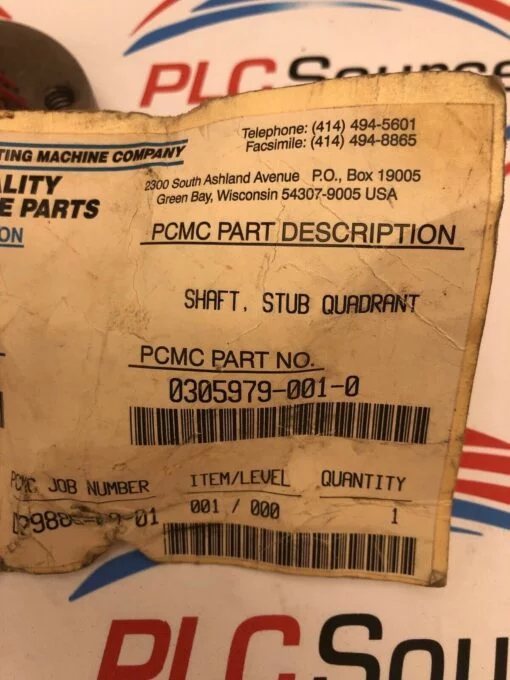 PLC Source
Telephone: (414) 494-5601
Facsimile: (414) 494-8865
TING MACHINE COMPANY
ALITY
E PARTS
ON
2300 South Ashland Avenue P.O., Box 19005
Green Bay, Wisconsin 54307-9005 USA
PCMC PART DESCRIPTION
SHAFT, STUB QUADRANT
PCMC PART NO.
0305979-001-0
PCMC JOB NUMBER
ITEM/LEVEL
QUANTITY
01
001 / 000
1
PLC Sou